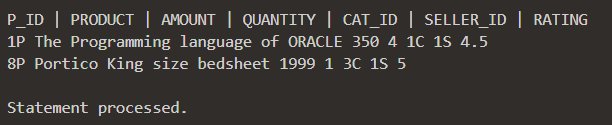 P_ID | PRODUCT | AMOUNT | QUANTITY | CAT_ID | SELLER_ID | RATING
1P The Programming language of ORACLE 350 4 1C 1S 4.5
8P Portico King size bedsheet 1999 1 3C 1S 5
Statement processed.